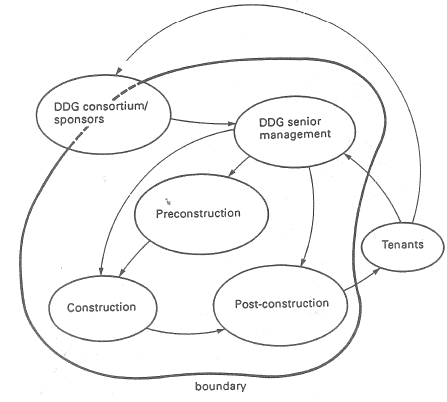 DDG consortium/
sponsors
DDG senior
management
Preconstruction
Tenants
Construction
Post-construction
boundary